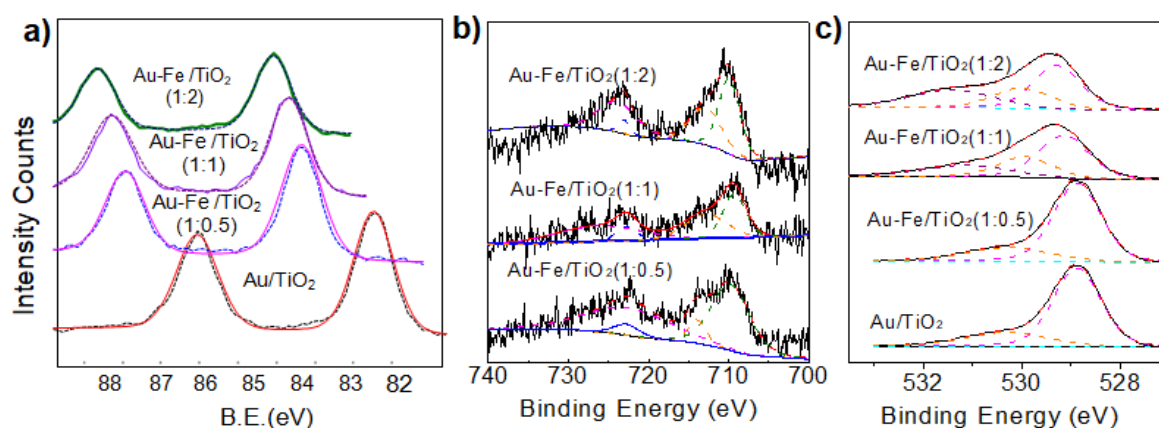 a)
Intensity Counts
Au-Fe /TiO2
(1:2)
Au-Fe /TiO2
(1:1)
Au-Fe /TiO2
(1:0.5)
Au/TiO2
88 87 86 85 84 83 82
B.E.(eV)
b)
Au-Fe/TiO2(1:2)
Au-Fe/TiO2(1:1)
Au-Fe/TiO2(1:0.5)
740 730 720 710 700
Binding Energy (eV)
c)
Au-Fe/TiO2(1:2)
Au-Fe/TiO2(1:1)
Au-Fe/TiO2(1:0.5)
Au/TiO2
532 530 528
Binding Energy (eV)